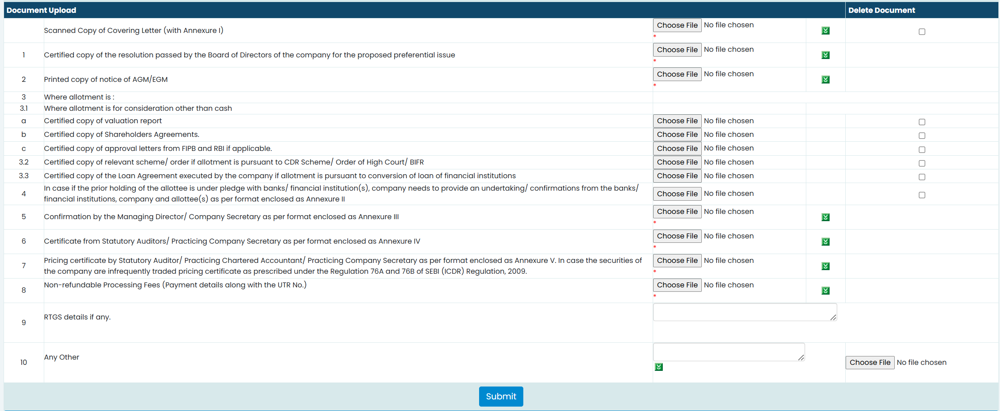 Document Upload Delete Document
Scanned Copy of Covering Letter (with Annexure I) Choose File No file chosen
*
1 Certified copy of the resolution passed by the Board of Directors of the company for the proposed preferential issue Choose File No file chosen
*
2 Printed copy of notice of AGM/EGM Choose File No file chosen
*
3 Where allotment is :
3.1 Where allotment is for consideration other than cash
a Certified copy of valuation report Choose File No file chosen
b Certified copy of Shareholders Agreements. Choose File No file chosen
c Certified copy of approval letters from FIPB and RBI if applicable. Choose File No file chosen
3.2 Certified copy of relevant scheme/ order if allotment is pursuant to CDR Scheme/ Order of High Court/ BIFR Choose File No file chosen
3.3 Certified copy of the Loan Agreement executed by the company if allotment is pursuant to conversion of loan of financial institutions Choose File No file chosen
4 In case if the prior holding of the allottee is under pledge with banks/ financial institution(s), company needs to provide an undertaking/ confirmations from the banks/
financial institutions, company and allottee(s) as per format enclosed as Annexure II Choose File No file chosen
5 Confirmation by the Managing Director/ Company Secretary as per format enclosed as Annexure III Choose File No file chosen
*
6 Certificate from Statutory Auditors/ Practicing Company Secretary as per format enclosed as Annexure IV Choose File No file chosen
*
7 Pricing certificate by Statutory Auditor/ Practicing Chartered Accountant/ Practicing Company Secretary as per format enclosed as Annexure V. In case the securities of Choose File No file chosen
the company are infrequently traded pricing certificate as prescribed under the Regulation 76A and 76B of SEBI (ICDR) Regulation, 2009.
*
8 Non-refundable Processing Fees (Payment details along with the UTR No.) Choose File No file chosen
*
9 RTGS details if any.
10 Any Other Choose File No file chosen
Submit